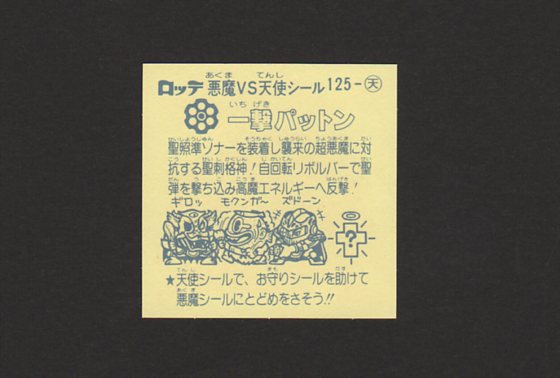 ロッテ 悪魔VS天使シール 125-天
一撃パットン
聖照準ソナーを装着し襲来の超悪魔に対
抗する聖刺格神!自回転リボルバーで聖
弾を撃ち込み高魔エネルギーへ反撃!
ギロッ モクンガー ズドーン
?
★天使シールで、お守りシールを助けて
悪魔シールにとどめをさそう!!